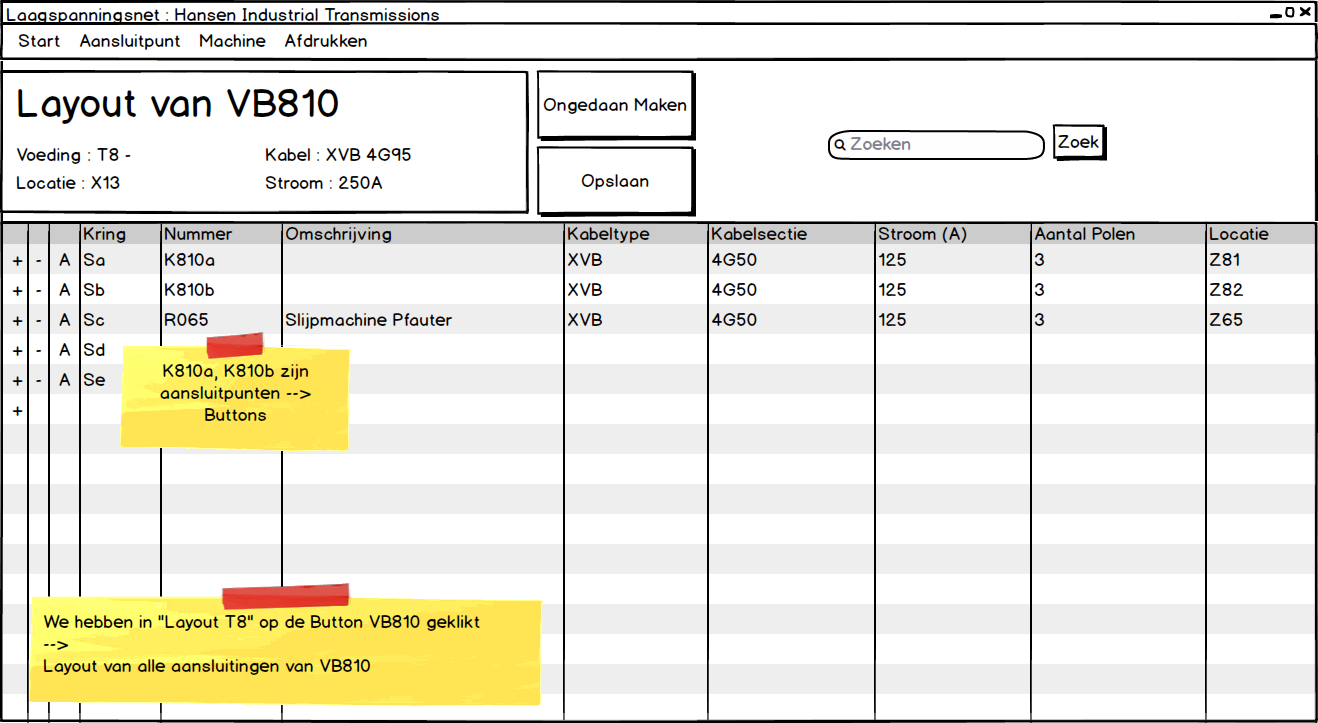 Laagspanningsnet : Hansen Industrial Transmissions
Start Aansluitpunt Machine Afdrukken
Layout van VB810
Voeding : T8 - Kabel : XVB 4G95
Locatie : X13 Stroom : 250A
Ongedaan Maken
Opslaan
Zoeken
Zoek
Kring Nummer Omschrijving Kabeltype Kabelsectie Stroom (A) Aantal Polen Locatie
+ - A Sa K810a XVB 4G50 125 3 Z81
+ - A Sb K810b XVB 4G50 125 3 Z82
+ - A Sc R065 Slijpmachine Pfauter XVB 4G50 125 3 Z65
+ - A Sd
+ - A Se
+
K810a, K810b zijn
aansluitpunten -->
Buttons
We hebben in "Layout T8" op de Button VB810 geklikt
-->
Layout van alle aansluitingen van VB810